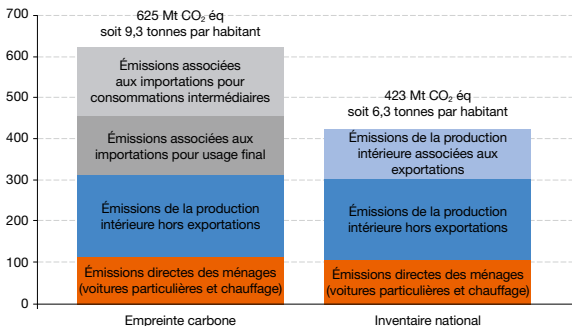 700
600
500
400
300
200
100
0
625 Mt CO₂ éq
soit 9,3 tonnes par habitant
Émissions associées
aux importations pour
consommations intermédiaires
Émissions associées aux
importations pour usage final
Émissions de la production
intérieure hors exportations
Émissions directes des ménages
(voitures particulières et chauffage)
Empreinte carbone
423 Mt CO₂ éq
soit 6,3 tonnes par habitant
Émissions de la production
intérieure associées aux
exportations
Émissions de la production
intérieure hors exportations
Émissions directes des ménages
(voitures particulières et chauffage)
Inventaire national